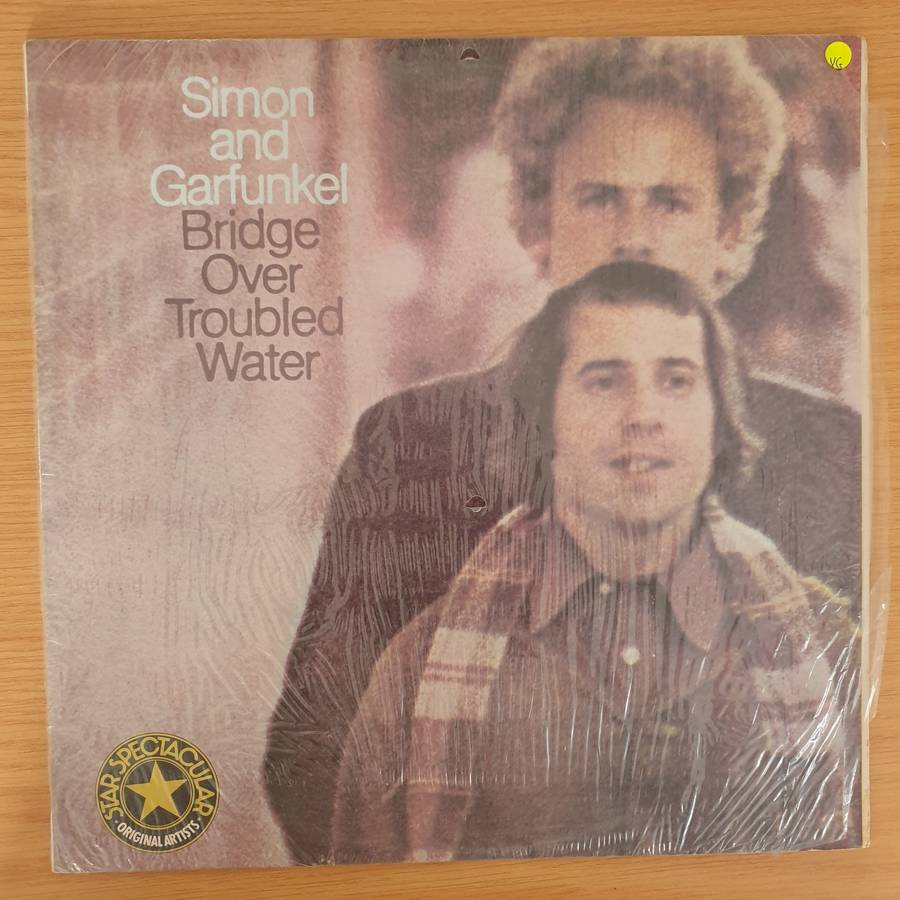 Simon
and
Garfunkel
Bridge
Over
Troubled
Water
VG
STAR SPECTACULAR
· ORIGINAL ARTISTS ·